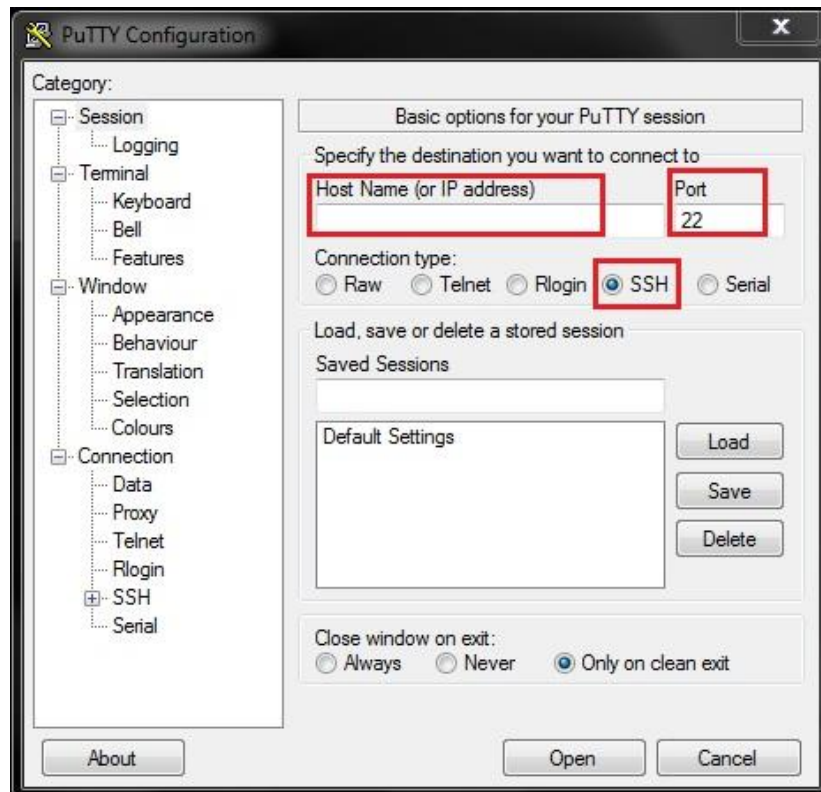 PuTTY Configuration
x
Category:
Session
Logging
Terminal
Keyboard
Bell
Features
Window
Appearance
Behaviour
Translation
Selection
Colours
Connection
Data
Proxy
Telnet
Rlogin
SSH
Serial
Basic options for your PuTTY session
Specify the destination you want to connect to
Host Name (or IP address) Port
22
Connection type:
Raw Telnet Rlogin SSH Serial
Load, save or delete a stored session
Saved Sessions
Default Settings
Load
Save
Delete
Close window on exit:
Always Never Only on clean exit
About Open Cancel